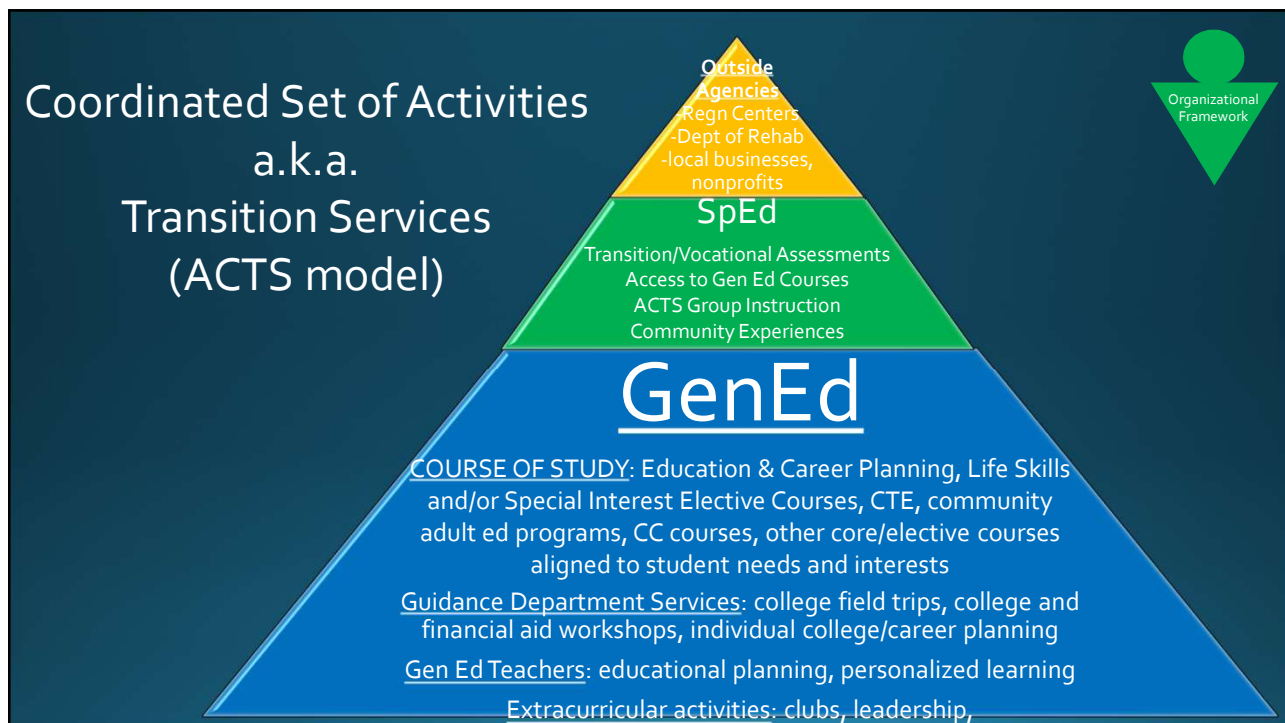 Coordinated Set of Activities
a.k.a.
Transition Services
(ACTS model)
Outside
Agencies
-Regn Centers
-Dept of Rehab
-local businesses,
nonprofits
SpEd
Transition/Vocational Assessments
Access to Gen Ed Courses
ACTS Group Instruction
Community Experiences
GenEd
COURSE OF STUDY: Education & Career Planning, Life Skills
and/or Special Interest Elective Courses, CTE, community
adult ed programs, CC courses, other core/elective courses
aligned to student needs and interests
Guidance Department Services: college field trips, college and
financial aid workshops, individual college/career planning
Gen Ed Teachers: educational planning, personalized learning
Extracurricular activities: clubs, leadership,
Organizational
Framework